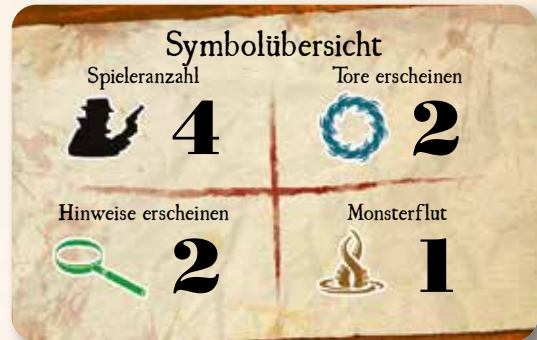 Symbolübersicht
Spieleranzahl
4
Tore erscheinen
2
Hinweise erscheinen
2
Monsterflut
1